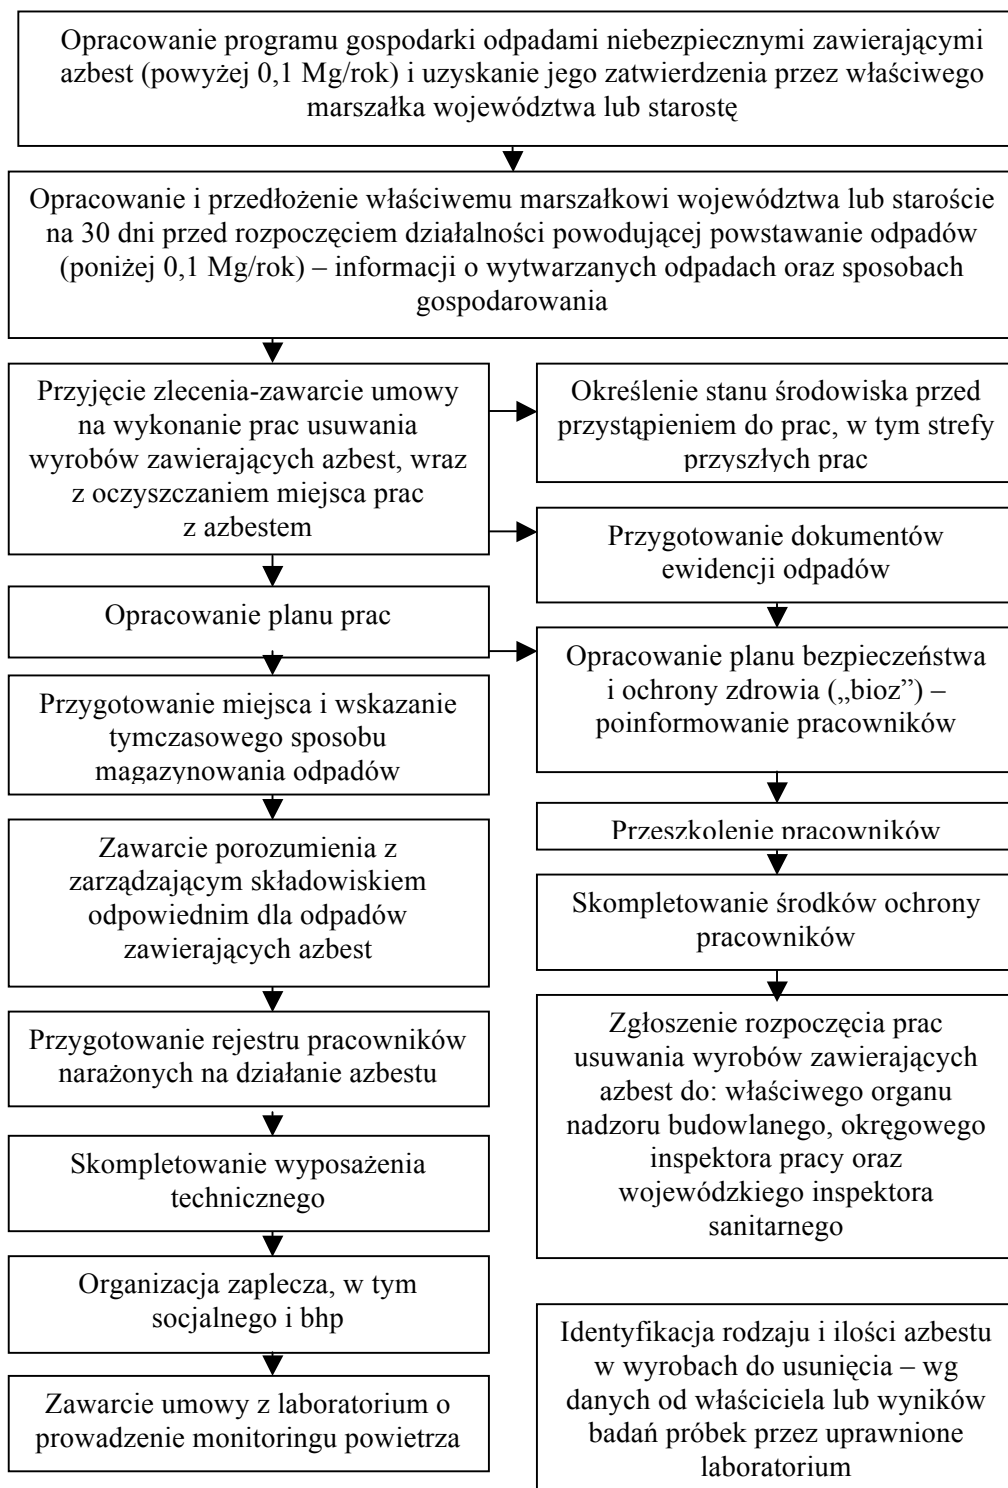 Opracowanie programu gospodarki odpadami niebezpiecznymi zawierającymi
azbest (powyżej 0,1 Mg/rok) i uzyskanie jego zatwierdzenia przez właściwego
marszałka województwa lub starostę
Opracowanie i przedłożenie właściwemu marszałkowi województwa lub staroście
na 30 dni przed rozpoczęciem działalności powodującej powstawanie odpadów
(poniżej 0,1 Mg/rok) – informacji o wytwarzanych odpadach oraz sposobach
gospodarowania
Przyjęcie zlecenia-zawarcie umowy
na wykonanie prac usuwania
wyrobów zawierających azbest, wraz
z oczyszczaniem miejsca prac
z azbestem
Opracowanie planu prac
Przygotowanie miejsca i wskazanie
tymczasowego sposobu
magazynowania odpadów
Zawarcie porozumienia z
zarządzającym składowiskiem
odpowiednim dla odpadów
zawierających azbest
Przygotowanie rejestru pracowników
narażonych na działanie azbestu
Skompletowanie wyposażenia
technicznego
Organizacja zaplecza, w tym
socjalnego i bhp
Zawarcie umowy z laboratorium o
prowadzenie monitoringu powietrza
Określenie stanu środowiska przed
przystąpieniem do prac, w tym strefy
przyszłych prac
Przygotowanie dokumentów
ewidencji odpadów
Opracowanie planu bezpieczeństwa
i ochrony zdrowia („bioz”) –
poinformowanie pracowników
Przeszkolenie pracowników
Skompletowanie środków ochrony
pracowników
Zgłoszenie rozpoczęcia prac
usuwania wyrobów zawierających
azbest do: właściwego organu
nadzoru budowlanego, okręgowego
inspektora pracy oraz
wojewódzkiego inspektora
sanitarnego
Identyfikacja rodzaju i ilości azbestu
w wyrobach do usunięcia – wg
danych od właściciela lub wyników
badań próbek przez uprawnione
laboratorium